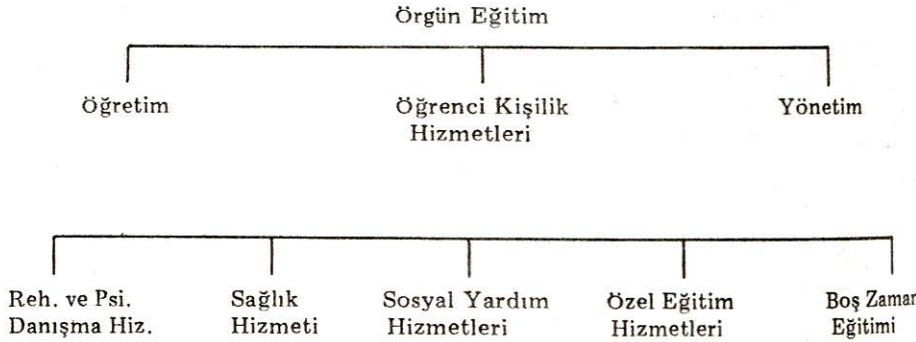 Örgün Eğitim
Öğretim
Öğrenci Kişilik
Hizmetleri
Yönetim
Reh. ve Psi.
Danışma Hiz.
Sağlık
Hizmeti
Sosyal Yardım
Hizmetleri
Özel Eğitim
Hizmetleri
Boş Zaman
Eğitimi